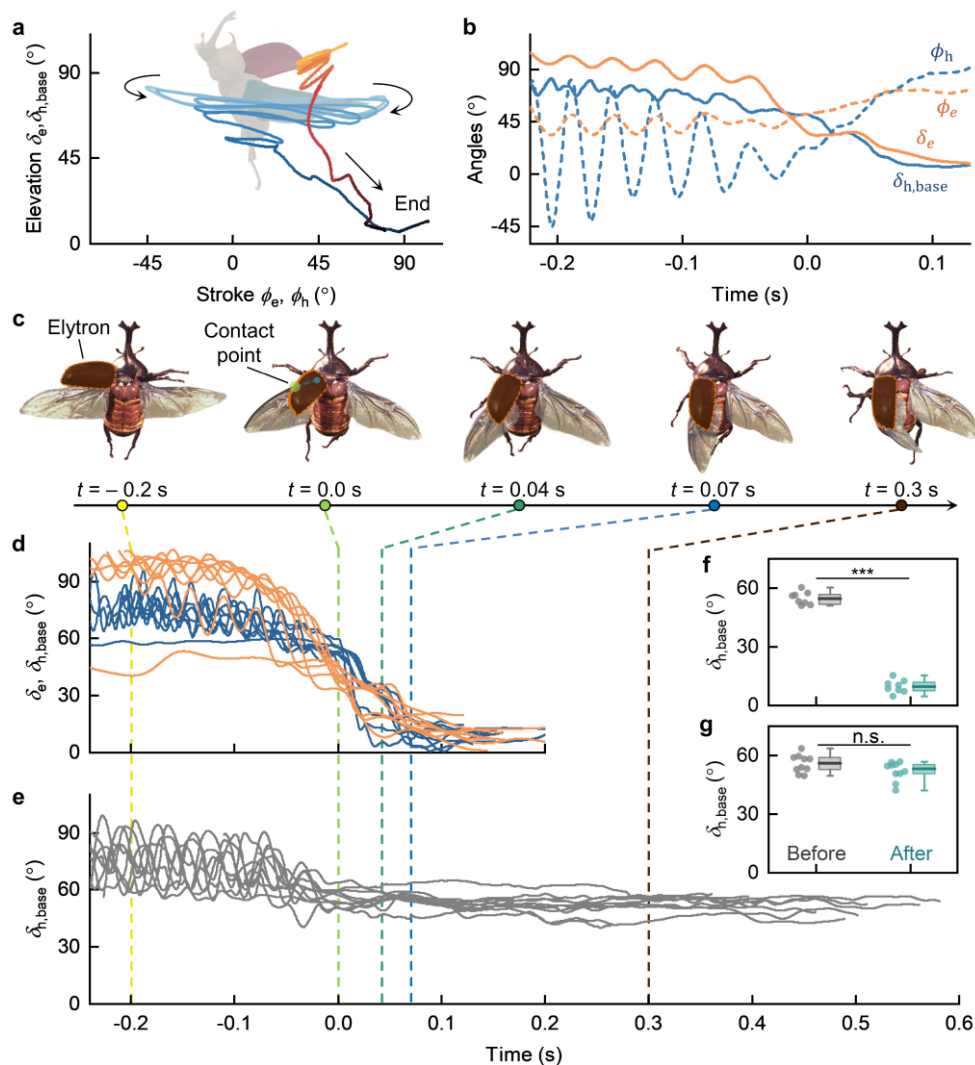 a
Elevation δe, δh,base (°)
90
45
0
-45
0
45
90
End
Stroke ϕe, ϕh (°)
b
Angles (°)
90
45
0
-45
-0.2
-0.1
0.0
0.1
ϕh
ϕe
δe
δh,base
Time (s)
c
Elytron
Contact
point
t = – 0.2 s
t = 0.0 s
t = 0.04 s
t = 0.07 s
t = 0.3 s
d
δe, δh,base (°)
90
60
30
0
e
δh,base (°)
90
60
30
0
-0.2
-0.1
0.0
0.1
0.2
0.3
0.4
0.5
0.6
Time (s)
f
δh,base (°)
60
30
0
***
g
δh,base (°)
60
30
0
n.s.
Before
After